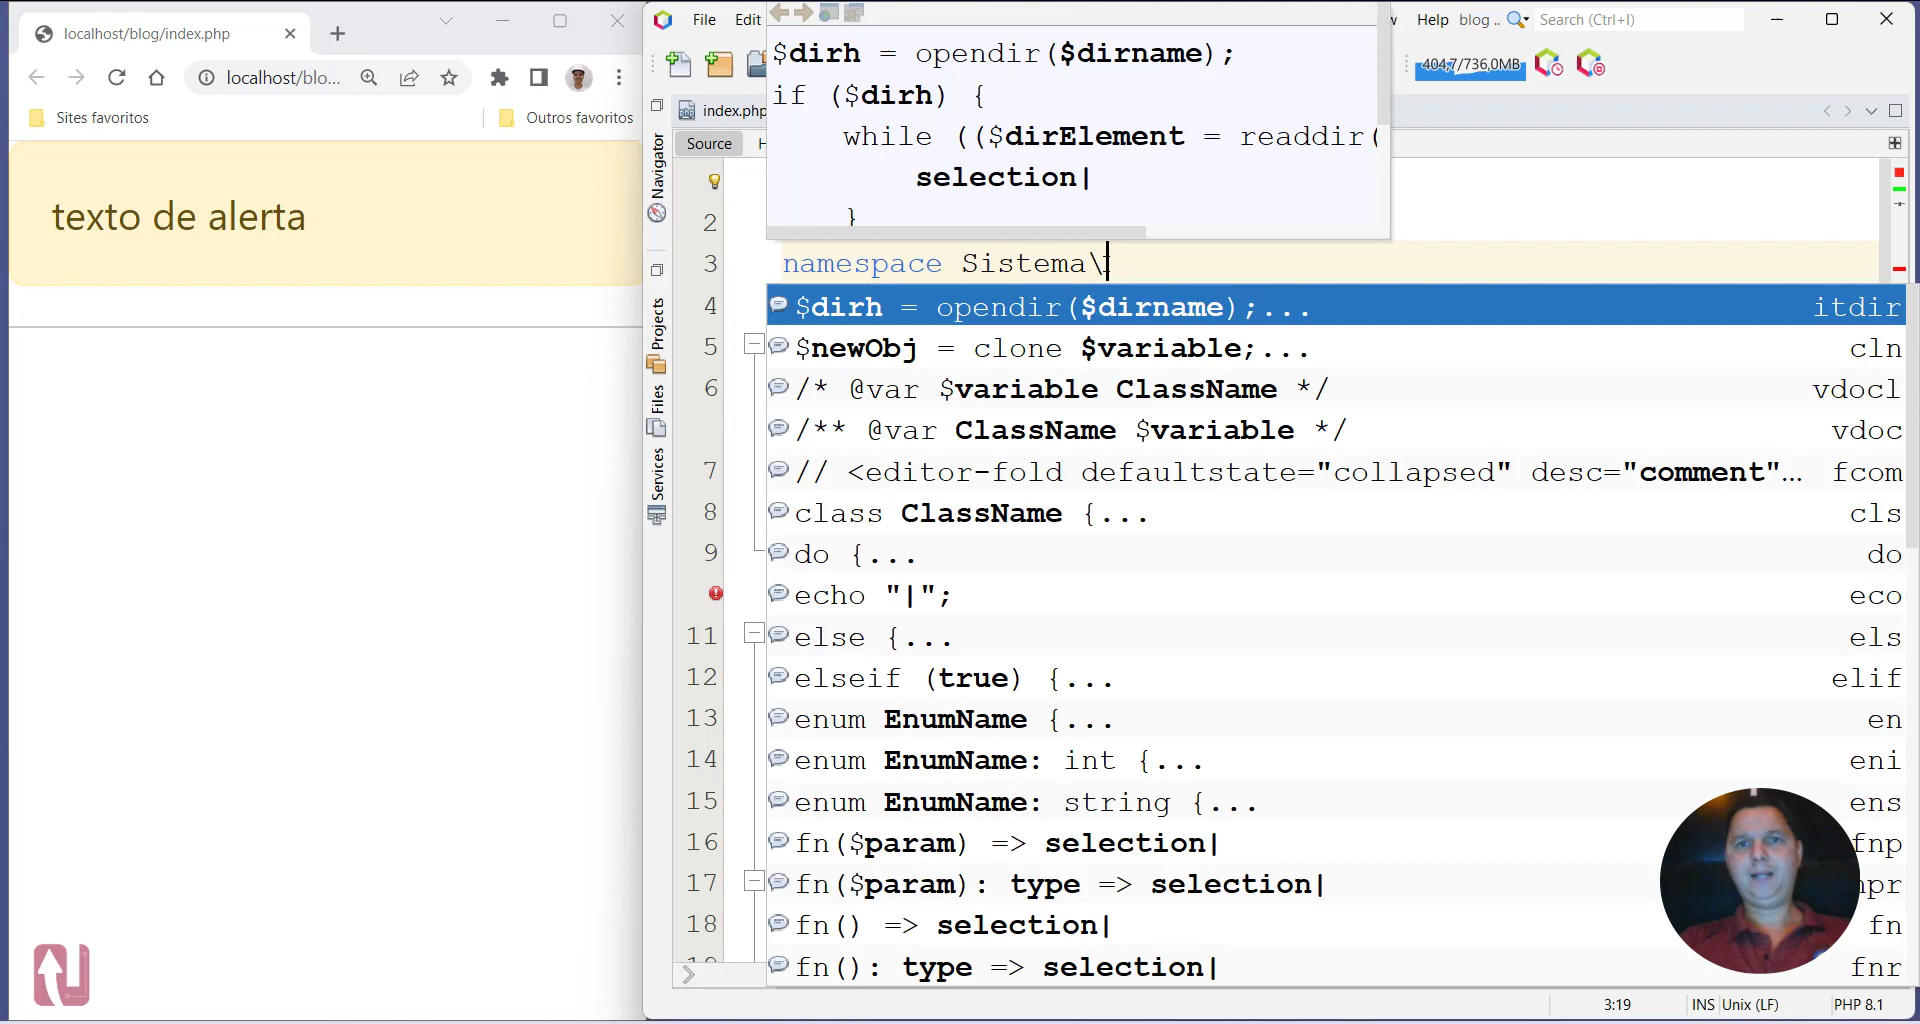 localhost/blog/index.php
localhost/blo...
Sites favoritos
Outros favoritos
texto de alerta
File Edit
Help blog ..
Search (Ctrl+I)
404,7/736,0MB
index.php
Source
Navigator
Projects
Files
Services
$dirh = opendir($dirname);
if ($dirh) {
while (($dirElement = readdir(
selection|
}
2
3 namespace Sistema\
4 $dirh = opendir($dirname);... itdir
5 $newObj = clone $variable;... cln
6 /* @var $variable ClassName */ vdocl
/** @var ClassName $variable */ vdoc
7 // <editor-fold defaultstate="collapsed" desc="comment"... fcom
8 class ClassName {... cls
9 do {... do
echo "|"; eco
11 else {... els
12 elseif (true) {... elif
13 enum EnumName {... en
14 enum EnumName: int {... eni
15 enum EnumName: string {... ens
16 fn($param) => selection| fnp
17 fn($param): type => selection|
18 fn() => selection| fn
fn(): type => selection| fnr
3:19 INS Unix (LF) PHP 8.1